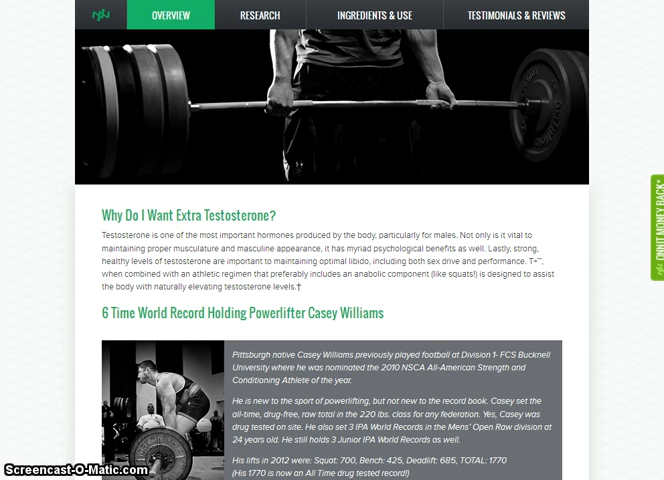 OVERVIEW
RESEARCH
INGREDIENTS & USE
TESTIMONIALS & REVIEWS
ONNIT MONEY BACK*
Why Do I Want Extra Testosterone?
Testosterone is one of the most important hormones produced by the body, particularly for males. Not only is it vital to
maintaining proper musculature and masculine appearance, it has myriad psychological benefits as well. Lastly, strong,
healthy levels of testosterone are important to maintaining optimal libido, including both sex drive and performance. T+™,
when combined with an athletic regimen that preferably includes an anabolic component (like squats!) is designed to assist
the body with naturally elevating testosterone levels.†
6 Time World Record Holding Powerlifter Casey Williams
Pittsburgh native Casey Williams previously played football at Division 1- FCS Bucknell
University where he was nominated the 2010 NSCA All-American Strength and
Conditioning Athlete of the year.
He is new to the sport of powerlifting, but not new to the record book. Casey set the
all-time, drug-free, raw total in the 220 lbs. class for any federation. Yes, Casey was
drug tested on site. He also set 3 IPA World Records in the Mens' Open Raw division at
24 years old. He still holds 3 Junior IPA World Records as well.
His lifts in 2012 were: Squat: 700, Bench: 425, Deadlift: 685, TOTAL: 1770
(His 1770 is now an All Time drug tested record!)
Screencast-O-Matic.com